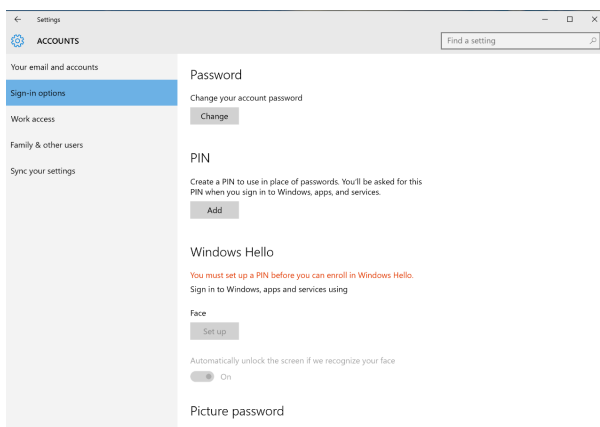 Settings
ACCOUNTS
Find a setting
Your email and accounts
Sign-in options
Work access
Family & other users
Sync your settings
Password
Change your account password
Change
PIN
Create a PIN to use in place of passwords. You'll be asked for this
PIN when you sign in to Windows, apps, and services.
Add
Windows Hello
You must set up a PIN before you can enroll in Windows Hello.
Sign in to Windows, apps and services using
Face
Set up
Automatically unlock the screen if we recognize your face
On
Picture password